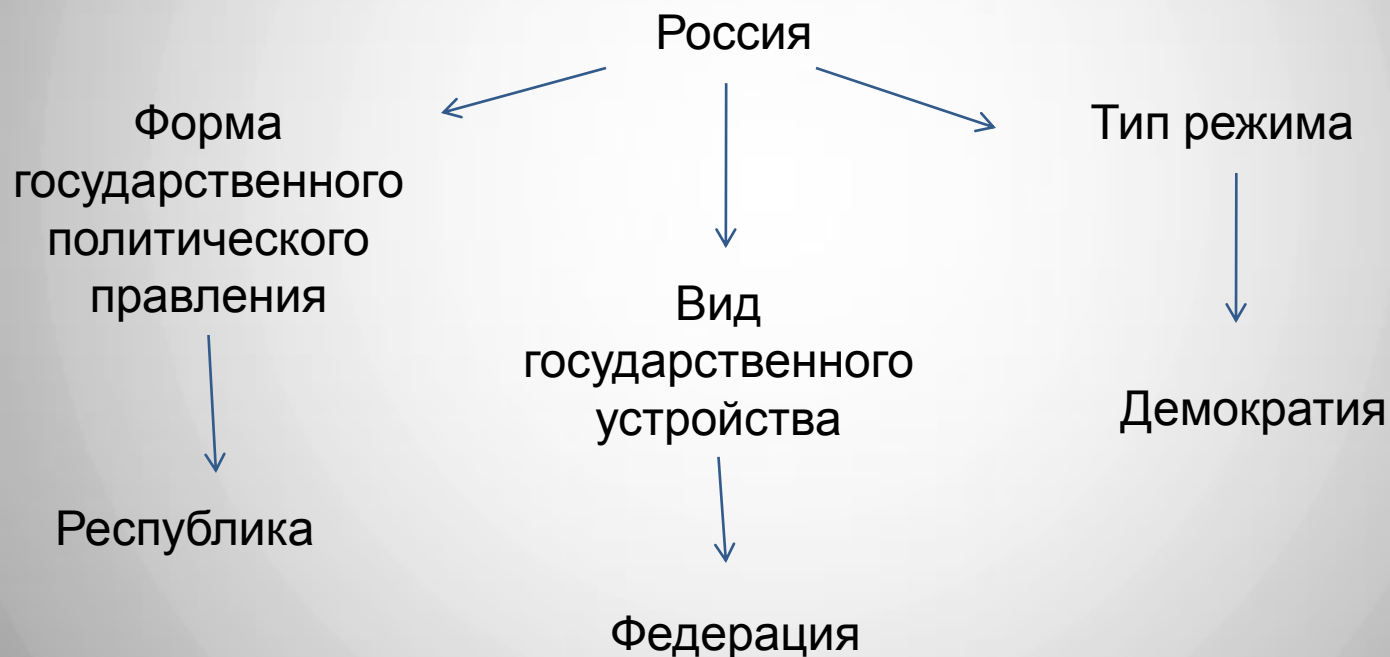 Россия
Форма
государственного
политического
правления
Республика
Вид
государственного
устройства
Федерация
Тип режима
Демократия